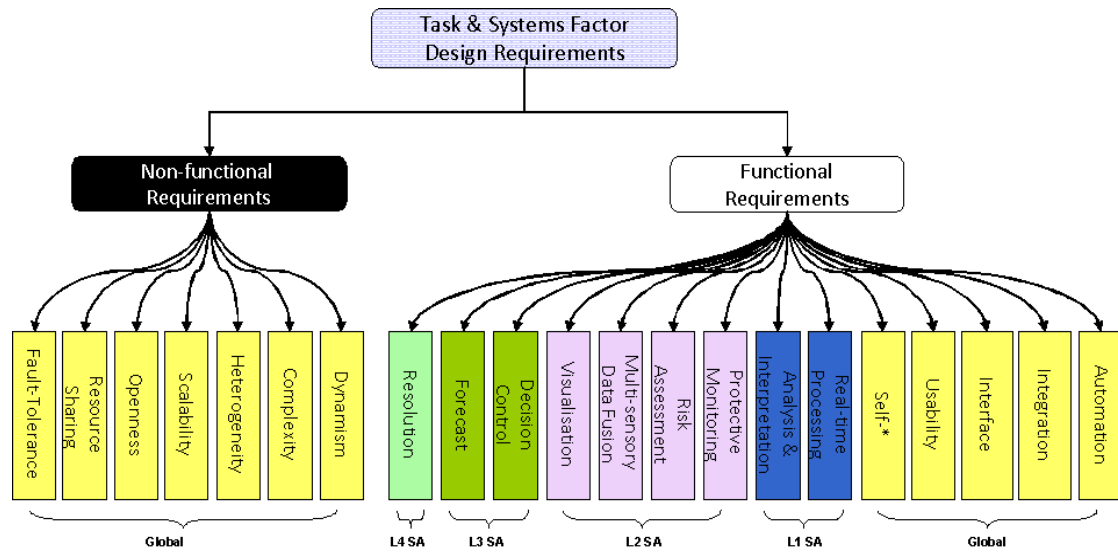 Task & Systems Factor
Design Requirements
Non-functional
Requirements
Functional
Requirements
Fault-Tolerance
Resource
Sharing
Openness
Scalability
Heterogeneity
Complexity
Dynamism
Resolution
Forecast
Decision
Control
Visualisation
Multi-sensory
Data Fusion
Risk
Assessment
Protective
Monitoring
Analysis &
Interpretation
Real-time
Processing
Self-*
Usability
Interface
Integration
Automation
Global
L4 SA
L3 SA
L2 SA
L1 SA
Global